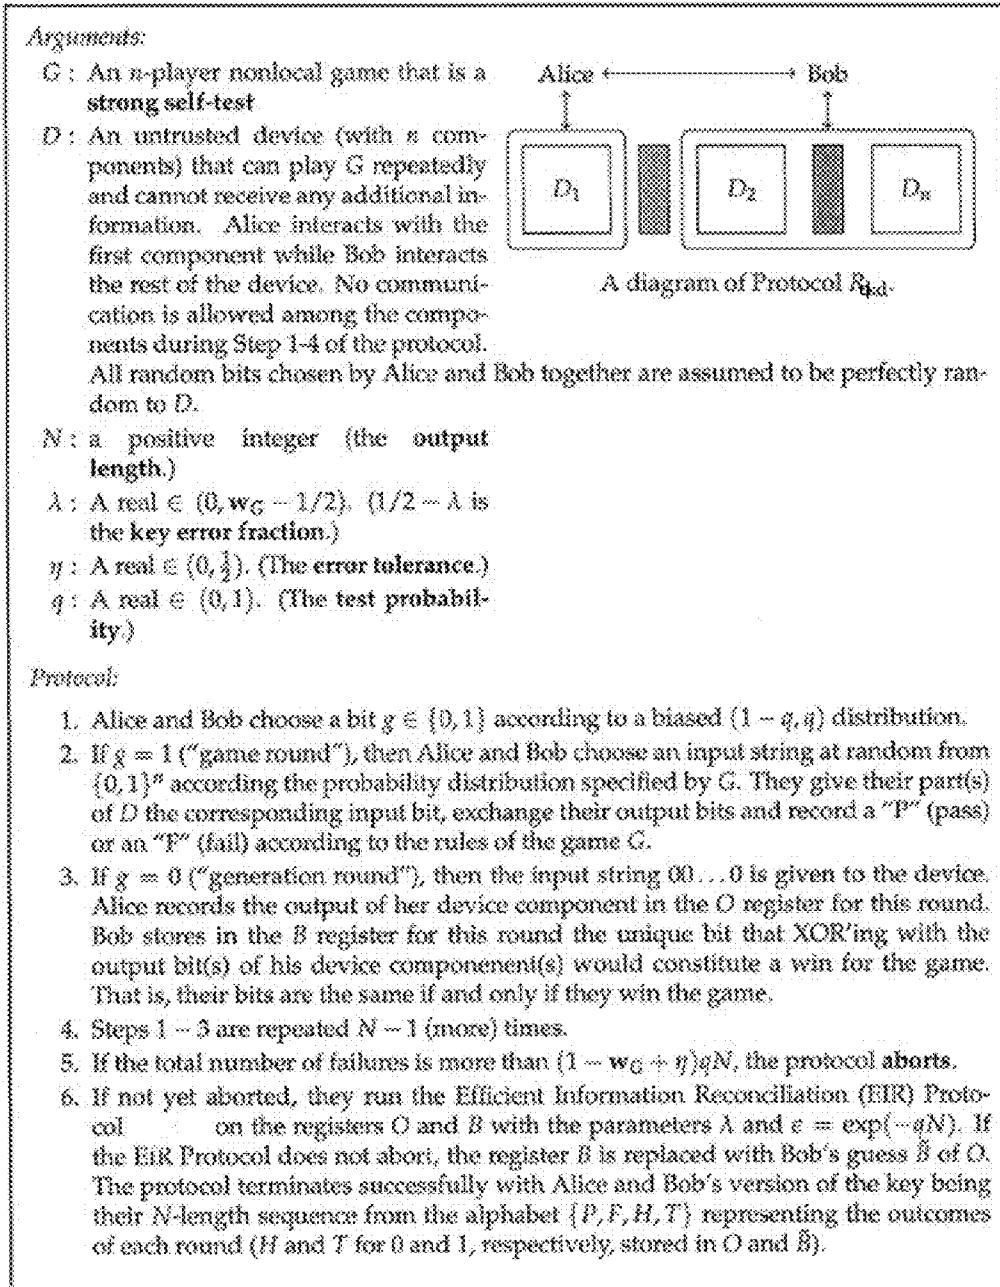 Arguments:
G : An n-player nonlocal game that is a
strong self-test
D : An untrusted device (with n com-
ponents) that can play G repeatedly
and cannot receive any additional in-
formation. Alice interacts with the
first component while Bob interacts
the rest of the device. No communi-
cation is allowed among the compo-
nents during Step 1-4 of the protocol.
All random bits chosen by Alice and Bob together are assumed to be perfectly ran-
dom to D.
Alice Bob
D₁ D₂ Dₙ
A diagram of Protocol R_qkd.
N : a positive integer (the output
length.)
λ : A real ∈ (0, w_G − 1/2). (1/2 − λ is
the key error fraction.)
η : A real ∈ (0, ½). (The error tolerance.)
q : A real ∈ (0, 1). (The test probabil-
ity.)
Protocol:
1. Alice and Bob choose a bit g ∈ {0, 1} according to a biased (1 − q, q) distribution.
2. If g = 1 ("game round"), then Alice and Bob choose an input string at random from
{0, 1}ⁿ according the probability distribution specified by G. They give their part(s)
of D the corresponding input bit, exchange their output bits and record a "P" (pass)
or an "F" (fail) according to the rules of the game G.
3. If g = 0 ("generation round"), then the input string 00...0 is given to the device.
Alice records the output of her device component in the O register for this round.
Bob stores in the B register for this round the unique bit that XOR'ing with the
output bit(s) of his device componenent(s) would constitute a win for the game.
That is, their bits are the same if and only if they win the game.
4. Steps 1 − 3 are repeated N − 1 (more) times.
5. If the total number of failures is more than (1 − w_G + η)qN, the protocol aborts.
6. If not yet aborted, they run the Efficient Information Reconciliation (EIR) Proto-
col on the registers O and B with the parameters λ and ε = exp(−qN). If
the EIR Protocol does not abort, the register B is replaced with Bob's guess B̃ of O.
The protocol terminates successfully with Alice and Bob's version of the key being
their N-length sequence from the alphabet {P, F, H, T} representing the outcomes
of each round (H and T for 0 and 1, respectively, stored in O and B̃).